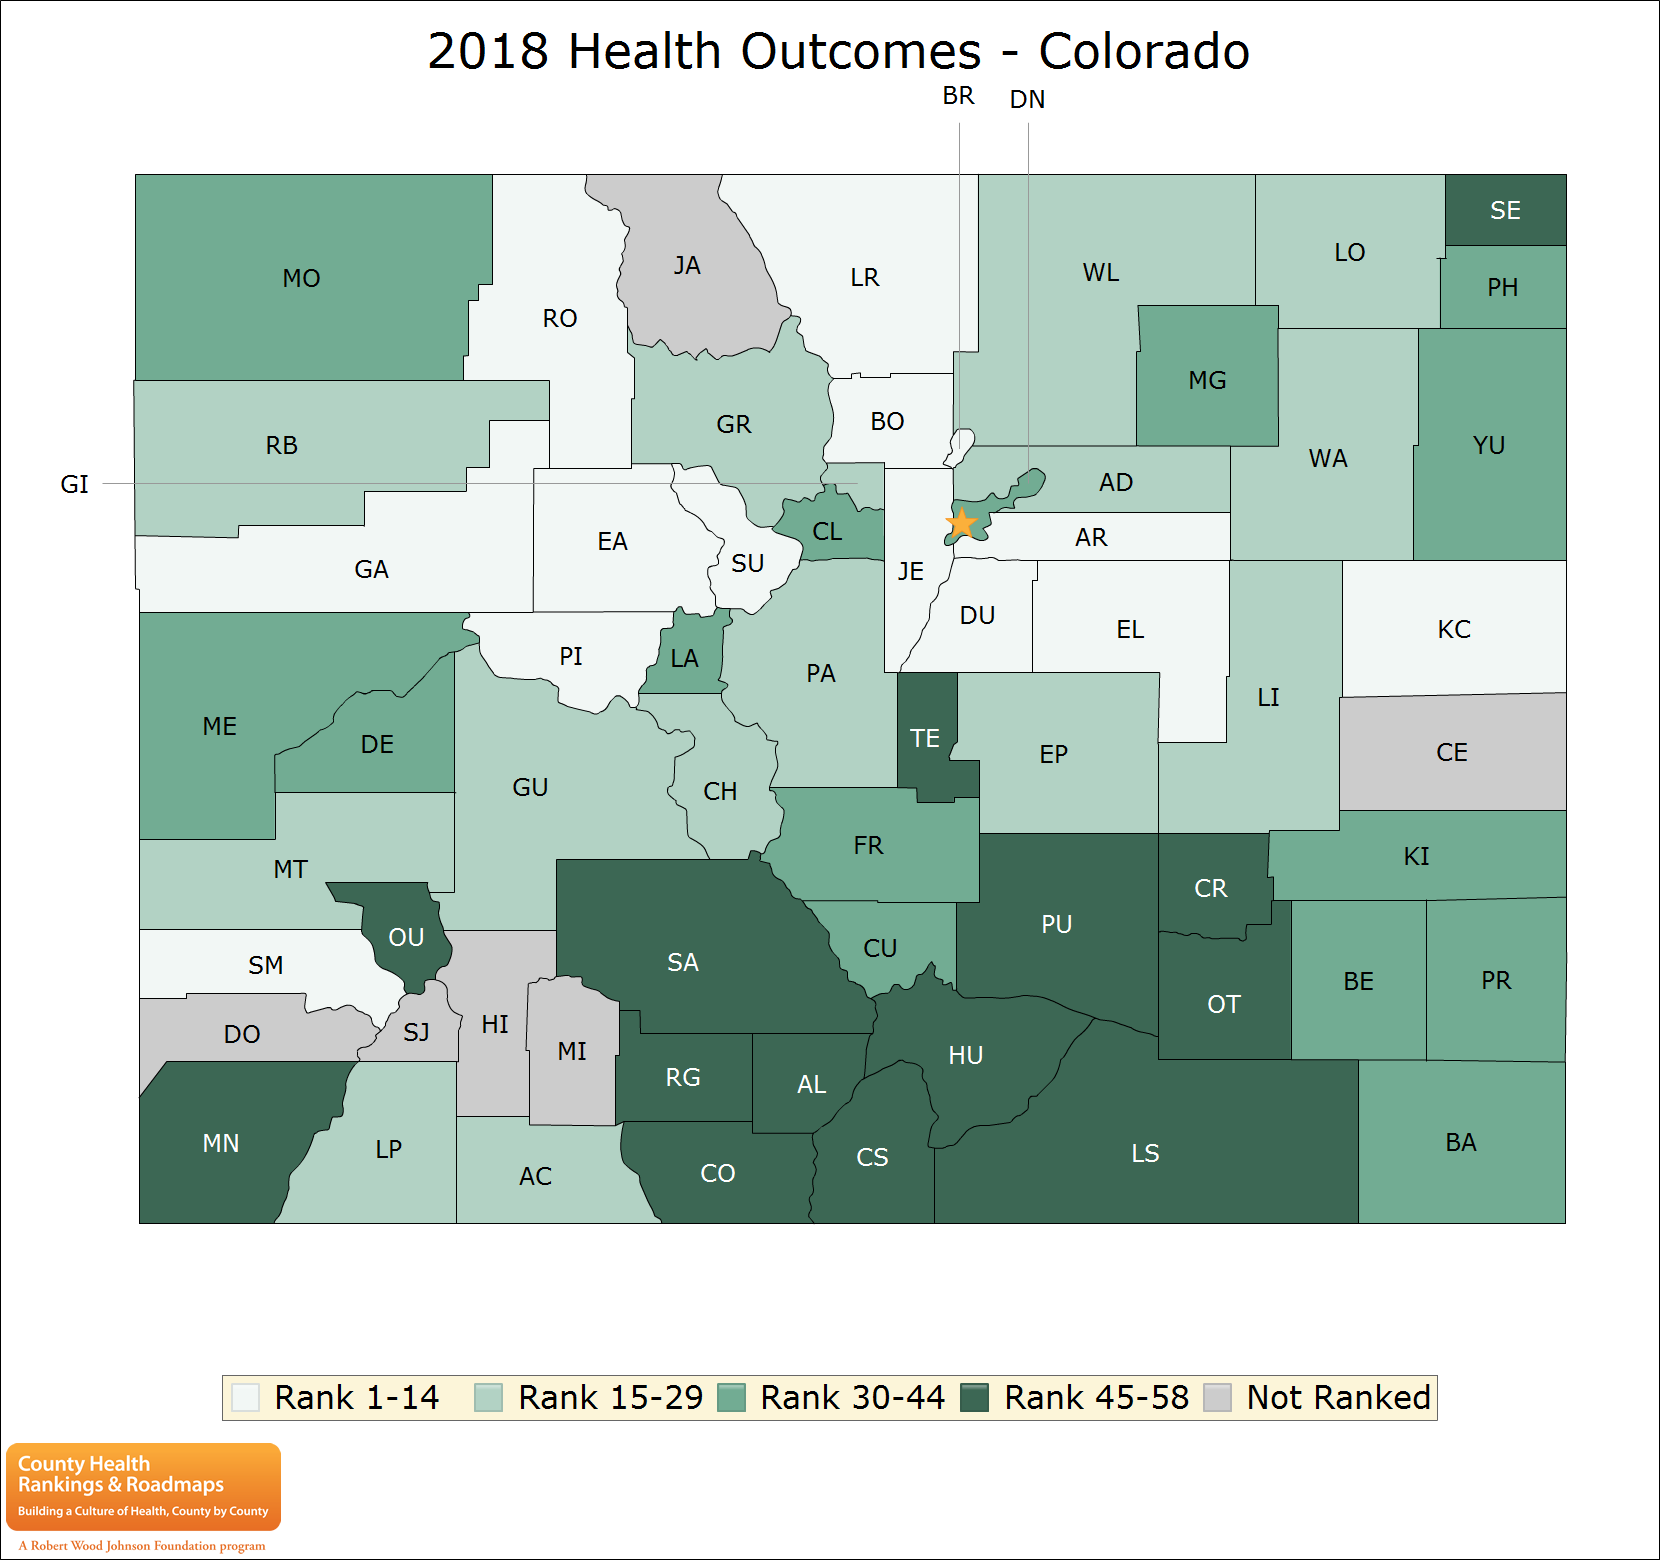 2018 Health Outcomes - Colorado
BR
DN
SE
LO
JA
WL
LR
MO
PH
RO
MG
BO
GR
RB
YU
WA
GI
AD
CL
AR
EA
SU
GA
JE
DU
EL
KC
PI
LA
PA
LI
ME
TE
DE
CE
EP
GU
CH
FR
KI
MT
CR
PU
OU
CU
SA
SM
BE
PR
OT
HI
SJ
DO
MI
HU
RG
AL
MN
BA
LP
LS
CS
CO
AC
Rank 1-14 Rank 15-29 Rank 30-44 Rank 45-58 Not Ranked
County Health
Rankings & Roadmaps
Building a Culture of Health, County by County
A Robert Wood Johnson Foundation program